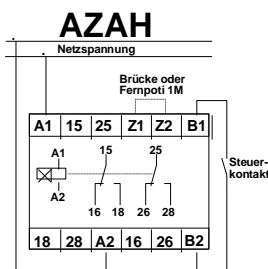 AZAH
Netzspannung
Brücke oder
Fernpoti 1M
A1 15 25 Z1 Z2 B1
A1 15 25
Steuer-
kontakt
A2
16 18 26 28
18 28 A2 16 26 B2